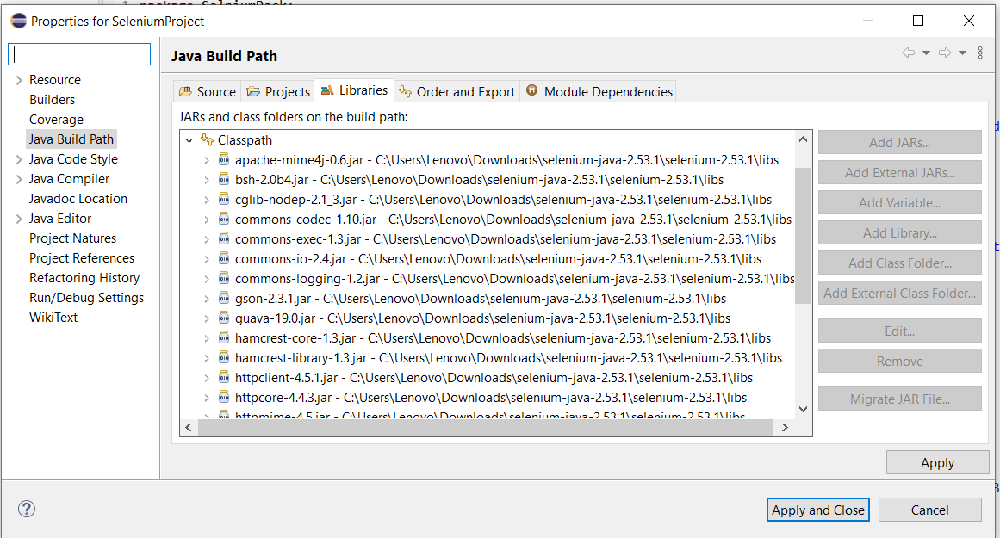 package SelniumPack;
Properties for SeleniumProject
Java Build Path
Resource
Builders
Coverage
Java Build Path
Java Code Style
Java Compiler
Javadoc Location
Java Editor
Project Natures
Project References
Refactoring History
Run/Debug Settings
WikiText
Source Projects Libraries Order and Export Module Dependencies
JARs and class folders on the build path:
Classpath
apache-mime4j-0.6.jar - C:\Users\Lenovo\Downloads\selenium-java-2.53.1\selenium-2.53.1\libs
bsh-2.0b4.jar - C:\Users\Lenovo\Downloads\selenium-java-2.53.1\selenium-2.53.1\libs
cglib-nodep-2.1_3.jar - C:\Users\Lenovo\Downloads\selenium-java-2.53.1\selenium-2.53.1\libs
commons-codec-1.10.jar - C:\Users\Lenovo\Downloads\selenium-java-2.53.1\selenium-2.53.1\libs
commons-exec-1.3.jar - C:\Users\Lenovo\Downloads\selenium-java-2.53.1\selenium-2.53.1\libs
commons-io-2.4.jar - C:\Users\Lenovo\Downloads\selenium-java-2.53.1\selenium-2.53.1\libs
commons-logging-1.2.jar - C:\Users\Lenovo\Downloads\selenium-java-2.53.1\selenium-2.53.1\libs
gson-2.3.1.jar - C:\Users\Lenovo\Downloads\selenium-java-2.53.1\selenium-2.53.1\libs
guava-19.0.jar - C:\Users\Lenovo\Downloads\selenium-java-2.53.1\selenium-2.53.1\libs
hamcrest-core-1.3.jar - C:\Users\Lenovo\Downloads\selenium-java-2.53.1\selenium-2.53.1\libs
hamcrest-library-1.3.jar - C:\Users\Lenovo\Downloads\selenium-java-2.53.1\selenium-2.53.1\libs
httpclient-4.5.1.jar - C:\Users\Lenovo\Downloads\selenium-java-2.53.1\selenium-2.53.1\libs
httpcore-4.4.3.jar - C:\Users\Lenovo\Downloads\selenium-java-2.53.1\selenium-2.53.1\libs
httpmime-4.5.jar - C:\Users\Lenovo\Downloads\selenium-java-2.53.1\selenium-2.53.1\libs
Add JARs...
Add External JARs...
Add Variable...
Add Library...
Add Class Folder...
Add External Class Folder...
Edit...
Remove
Migrate JAR File...
Apply
Apply and Close Cancel